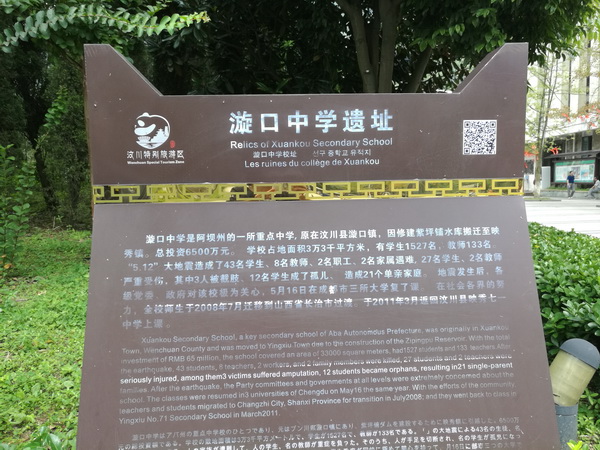 漩口中学遗址
Relics of Xuankou Secondary School
漩口中学校址 선구 중학교 유적지
Les ruines du collège de Xuankou
汶川特别旅游区
Wenchuan Special Tourism Zone
漩口中学是阿坝州的一所重点中学,原在汶川县漩口镇,因修建紫坪铺水库搬迁至映
秀镇。总投资6500万元。学校占地面积3万3千平方米,有学生1527名,教师133名。
“5.12”大地震造成了43名学生、8名教师、2名职工、2名家属遇难,27名学生、2名教师
严重受伤,其中3人被截肢,12名学生成了孤儿、造成21个单亲家庭。地震发生后,各
级党委、政府对该校极为关心,5月16日在成都市三所大学复了课。在社会各界的努
力,全校师生于2008年7月迁移到山西省长治市就读,于2011年3月返回汶川县映秀七一
中学上课。
Xuankou Secondary School, a key secondary school of Aba Autonomous Prefecture, was originally in Xuankou
Town, Wenchuan County and was moved to Yingxiu Town due to the construction of the Zipingpu Reservoir. With the total
investment of RMB 65 million, the school covered an area of 33000 square meters, had 1527 students and 133 teachers. After
the earthquake, 43 students, 8 teachers, 2 workers, and 2 family members were killed, 27 students and 2 teachers were
seriously injured, among them 3 victims suffered amputation, 12 students became orphans, resulting in 21 single-parent
families. After the earthquake, the Party committees and governments at all levels were extremely concerned about the
school. The classes were resumed in 3 universities of Chengdu on May 16 the same year. With the efforts of the community,
teachers and students migrated to Changzhi City, Shanxi Province for transition in July 2008; and they went back to class in
Yingxiu No.71 Secondary School in March 2011.